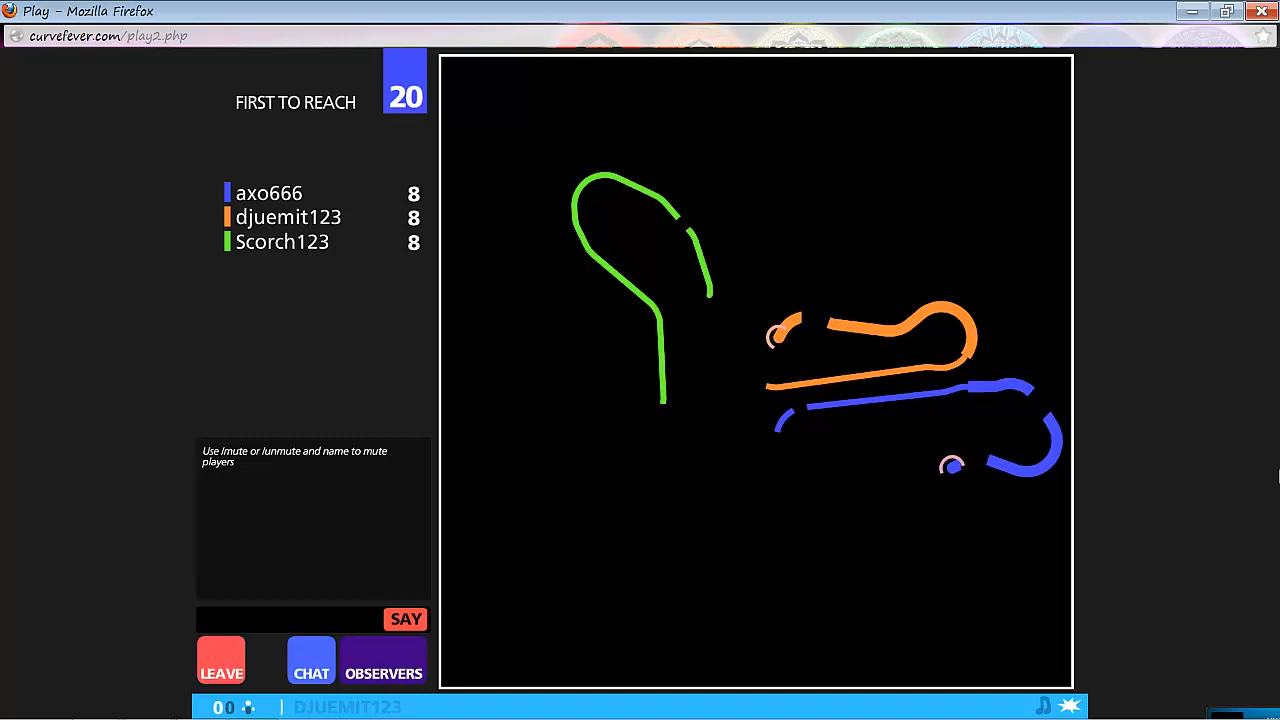 Play - Mozilla Firefox
curvefever.com/play2.php
FIRST TO REACH
20
axo666 8
djuemit123 8
Scorch123 8
Use /mute or /unmute and name to mute
players
SAY
LEAVE
CHAT
OBSERVERS
00
DJUEMIT123